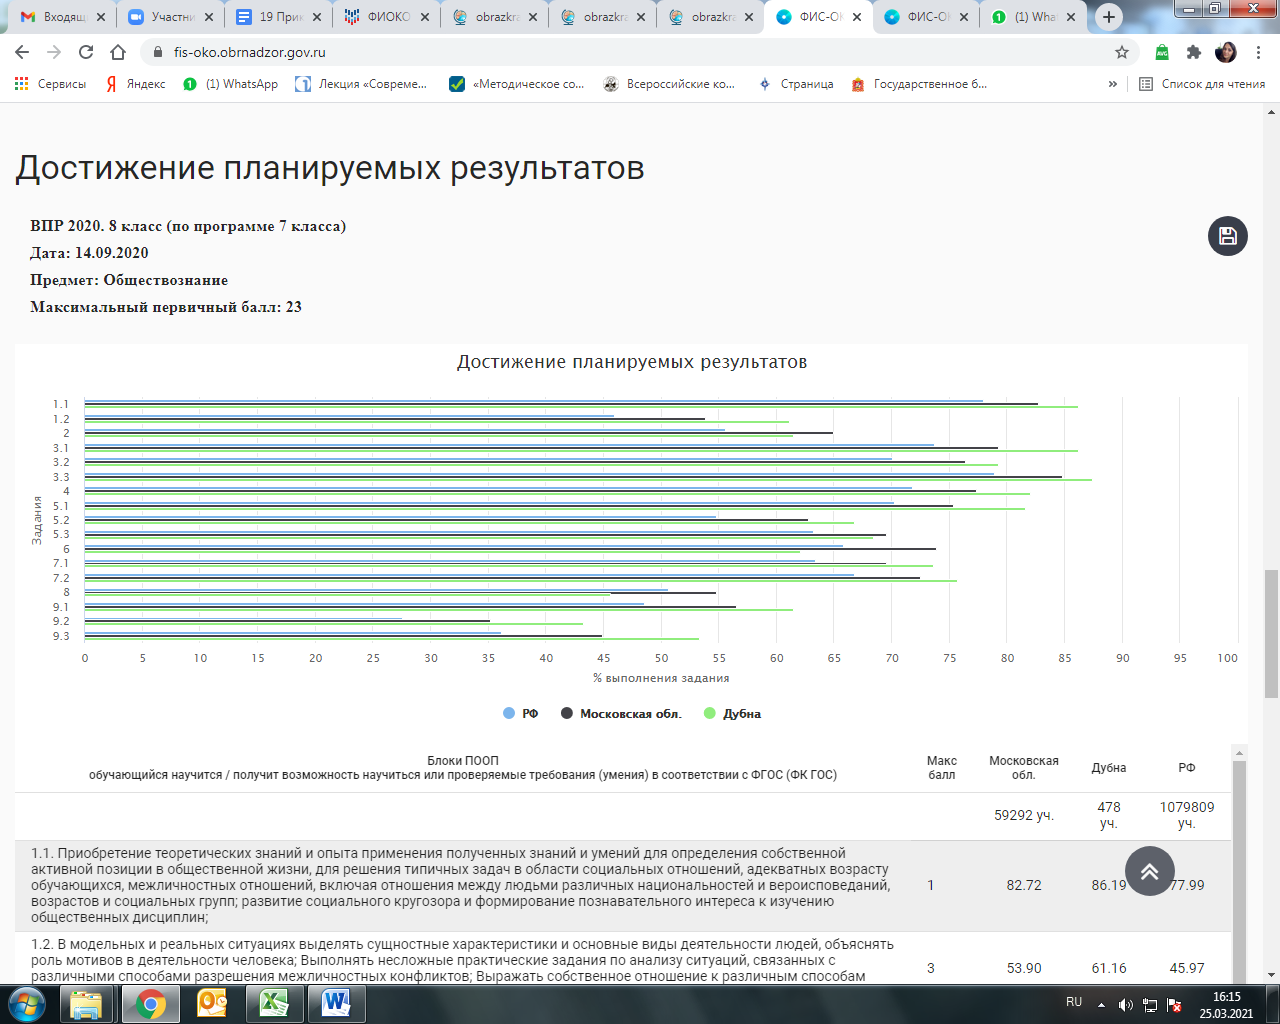 Входящ
Участни
19 При
ФИОКО
obrazkra
obrazkra
obrazkra
ФИС-О
ФИС-О
(1) Wha
fis-oko.obrnadzor.gov.ru
Сервисы
Яндекс
(1) WhatsApp
Лекция «Совреме...
«Методическое со...
Всероссийские ко...
Страница
Государственное б...
»
Список для чтения
Достижение планируемых результатов
ВПР 2020. 8 класс (по программе 7 класса)
Дата: 14.09.2020
Предмет: Обществознание
Максимальный первичный балл: 23
Достижение планируемых результатов
Задания
1.1
1.2
2
3.1
3.2
3.3
4
5.1
5.2
5.3
6
7.1
7.2
8
9.1
9.2
9.3
0 5 10 15 20 25 30 35 40 45 50 55 60 65 70 75 80 85 90 95 100
% выполнения задания
РФ Московская обл. Дубна
Блоки ПООП
обучающийся научится / получит возможность научиться или проверяемые требования (умения) в соответствии с ФГОС (ФК ГОС)
Макс
балл
Московская
обл.
Дубна
РФ
59292 уч.
478
уч.
1079809
уч.
1.1. Приобретение теоретических знаний и опыта применения полученных знаний и умений для определения собственной
активной позиции в общественной жизни, для решения типичных задач в области социальных отношений, адекватных возрасту
обучающихся, межличностных отношений, включая отношения между людьми различных национальностей и вероисповеданий,
возрастов и социальных групп; развитие социального кругозора и формирование познавательного интереса к изучению
общественных дисциплин;
1 82.72 86.19 77.99
1.2. В модельных и реальных ситуациях выделять сущностные характеристики и основные виды деятельности людей, объяснять
роль мотивов в деятельности человека; Выполнять несложные практические задания по анализу ситуаций, связанных с
различными способами разрешения межличностных конфликтов; Выражать собственное отношение к различным способам
3 53.90 61.16 45.97
RU
16:15
25.03.2021